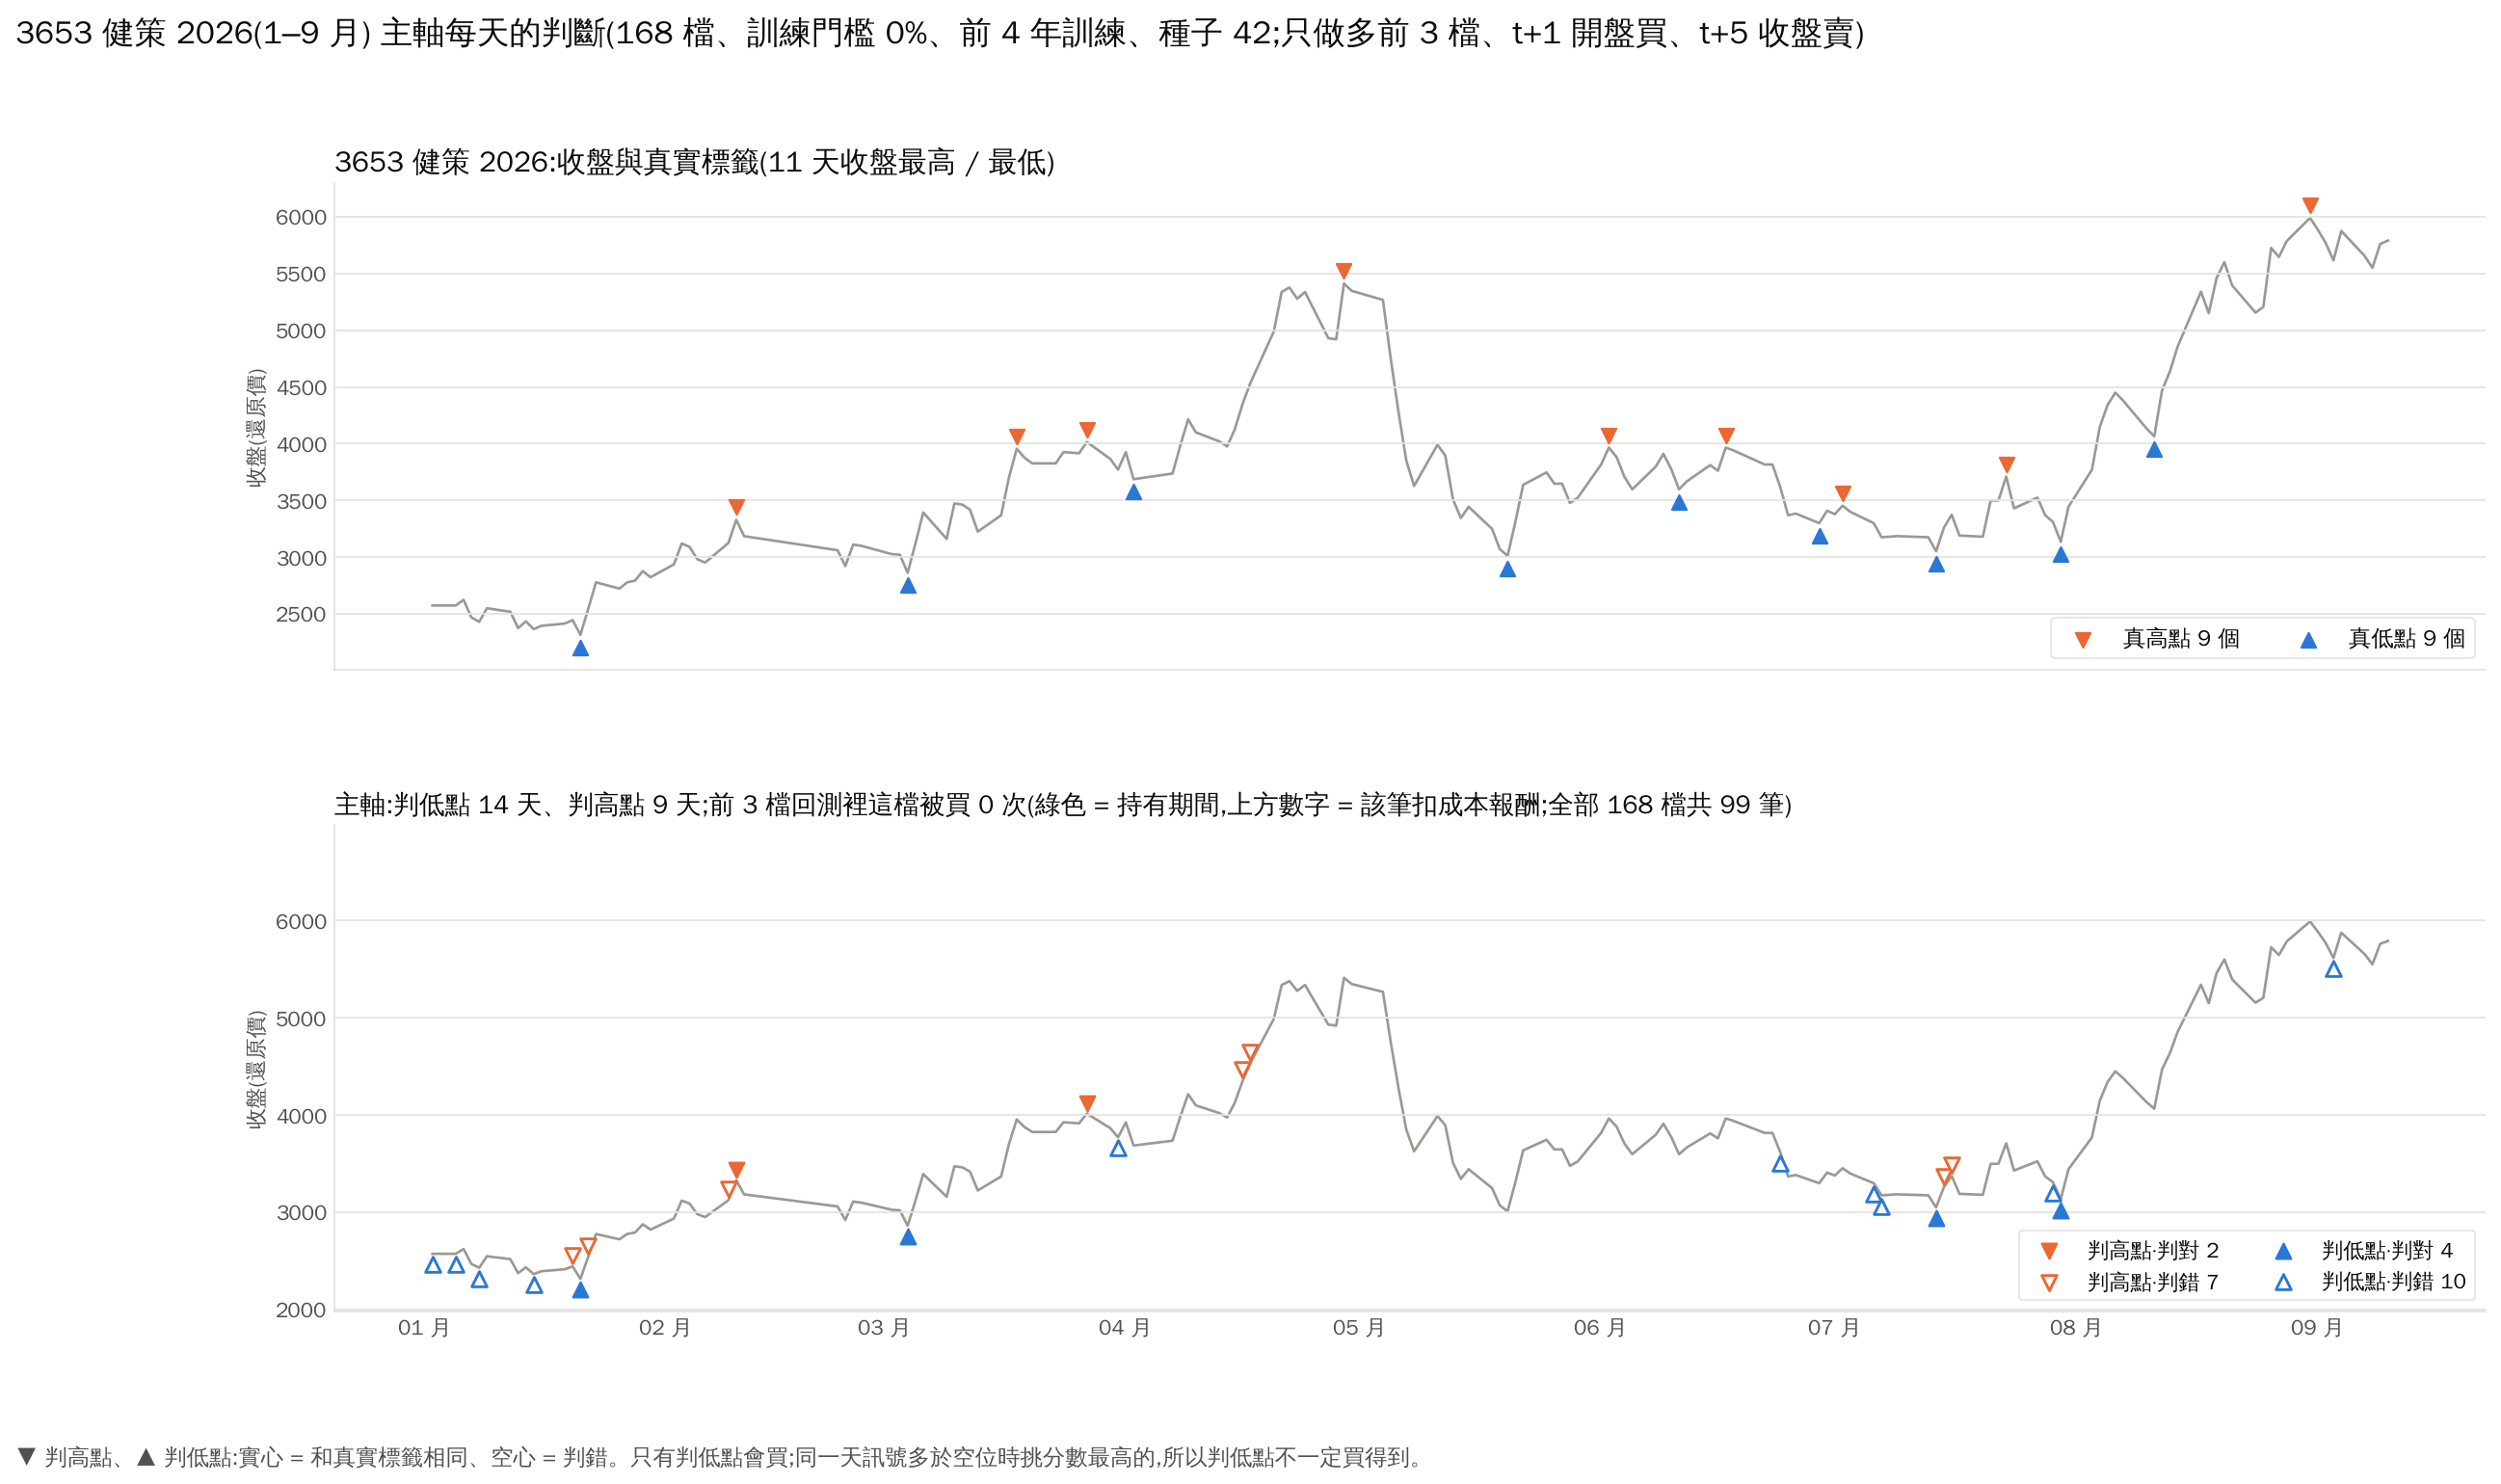 3653 健策 2026(1–9 月) 主軸每天的判斷(168 檔、訓練門檻 0%、前 4 年訓練、種子 42;只做多前 3 檔、t+1 開盤買、t+5 收盤賣)
3653 健策 2026:收盤與真實標籤(11 天收盤最高 / 最低)
收盤(還原價)
6000
5500
5000
4500
4000
3500
3000
2500
真高點 9 個
真低點 9 個
主軸:判低點 14 天、判高點 9 天;前 3 檔回測裡這檔被買 0 次(綠色 = 持有期間,上方數字 = 該筆扣成本報酬;全部 168 檔共 99 筆)
收盤(還原價)
6000
5000
4000
3000
2000
判高點·判對 2
判低點·判對 4
判高點·判錯 7
判低點·判錯 10
01 月
02 月
03 月
04 月
05 月
06 月
07 月
08 月
09 月
▼ 判高點、▲ 判低點:實心 = 和真實標籤相同、空心 = 判錯。只有判低點會買;同一天訊號多於空位時挑分數最高的,所以判低點不一定買得到。